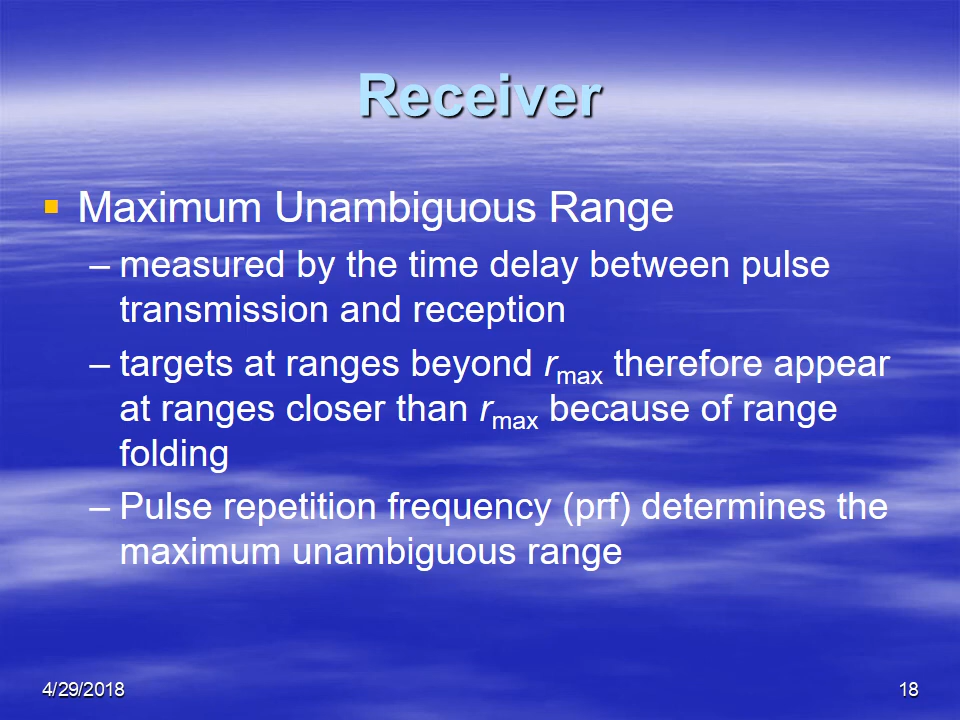 Receiver
Maximum Unambiguous Range
– measured by the time delay between pulse
transmission and reception
– targets at ranges beyond rmax therefore appear
at ranges closer than rmax because of range
folding
– Pulse repetition frequency (prf) determines the
maximum unambiguous range
4/29/2018
18